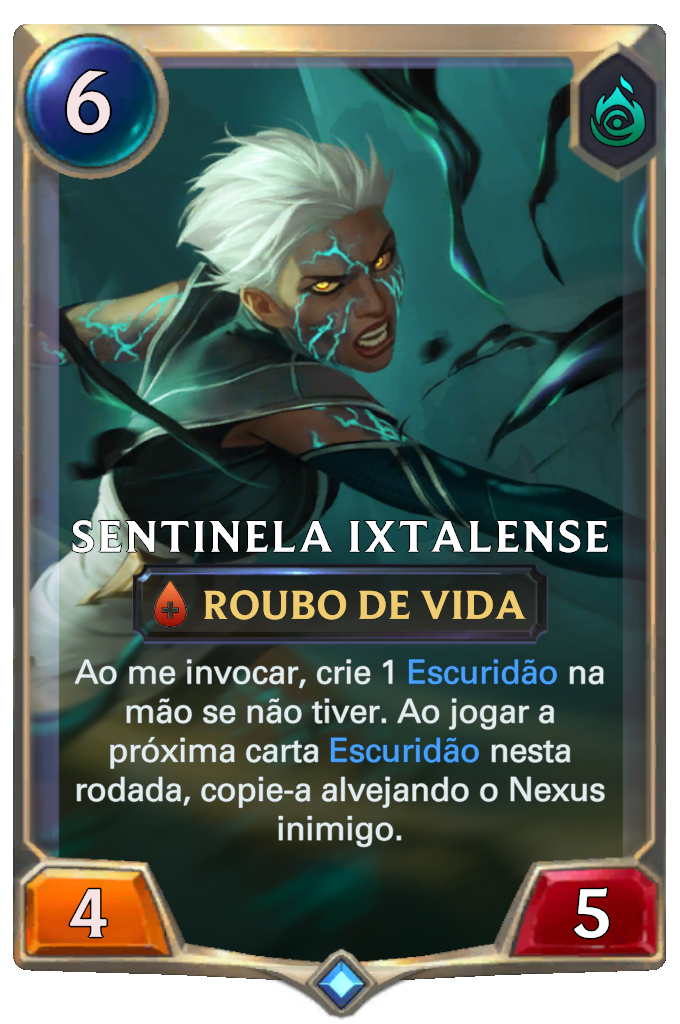 6
SENTINELA IXTALENSE
ROUBO DE VIDA
Ao me invocar, crie 1 Escuridão na
mão se não tiver. Ao jogar a
próxima carta Escuridão nesta
rodada, copie-a alvejando o Nexus
inimigo.
4
5